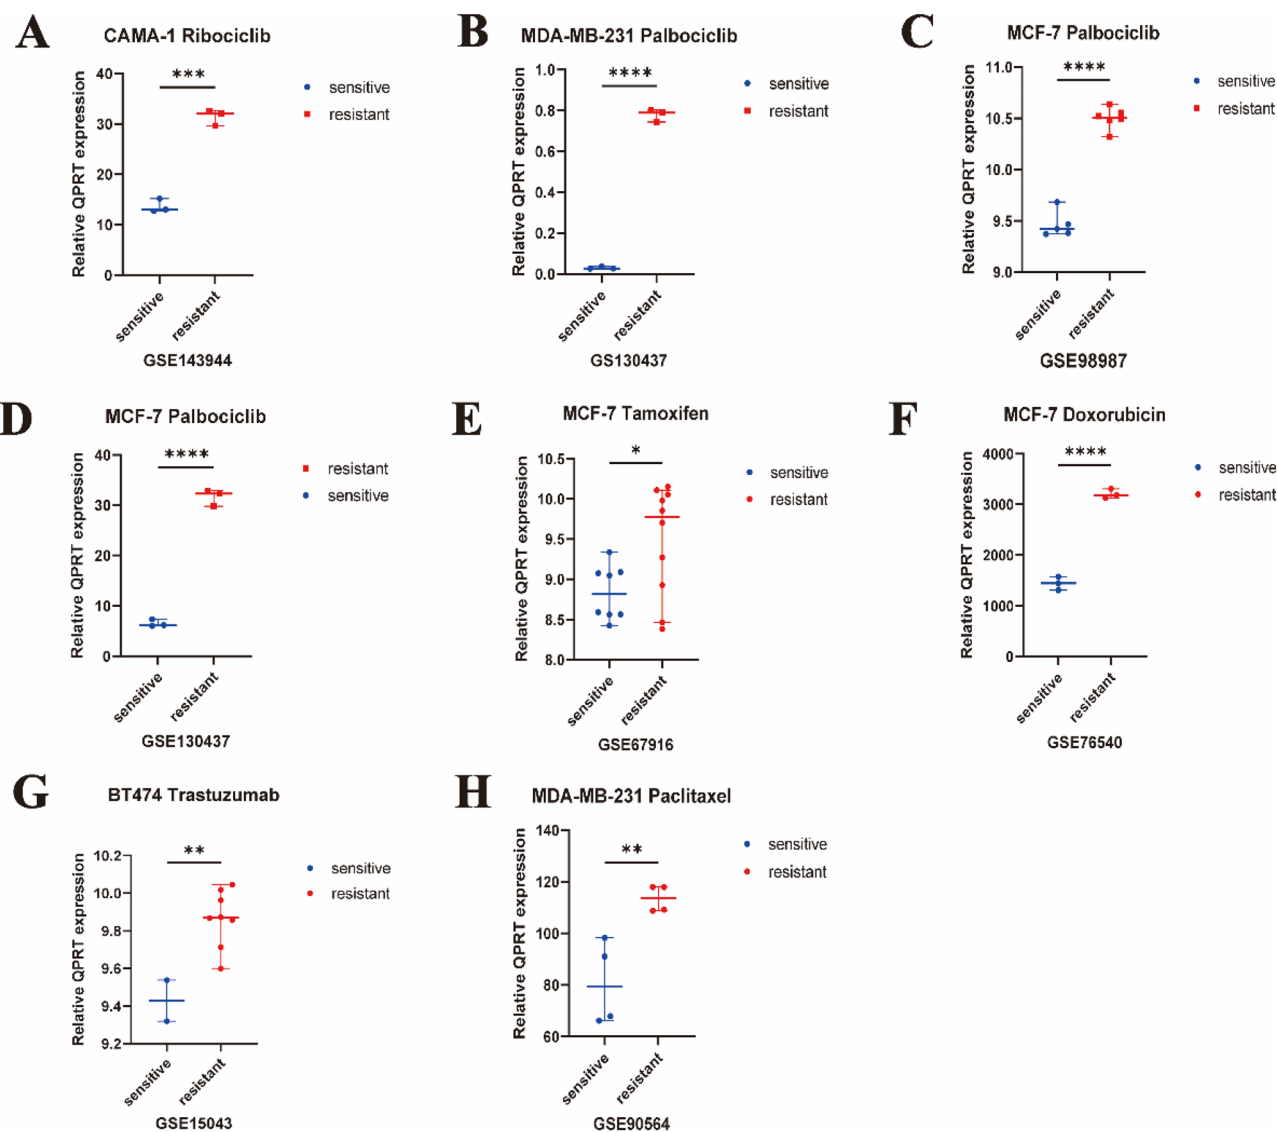 A
CAMA-1 Ribociclib
***
sensitive
resistant
Relative QPRT expression
40
30
20
10
0
sensitive
resistant
GSE143944
B
MDA-MB-231 Palbociclib
****
sensitive
resistant
Relative QPRT expression
1.0
0.8
0.6
0.4
0.2
0.0
sensitive
resistant
GS130437
C
MCF-7 Palbociclib
****
sensitive
resistant
Relative QPRT expression
11.0
10.5
10.0
9.5
9.0
sensitive
resistant
GSE98987
D
MCF-7 Palbociclib
****
resistant
sensitive
Relative QPRT expression
40
30
20
10
0
sensitive
resistant
GSE130437
E
MCF-7 Tamoxifen
*
sensitive
resistant
Relative QPRT expression
10.5
10.0
9.5
9.0
8.5
8.0
sensitive
resistant
GSE67916
F
MCF-7 Doxorubicin
****
sensitive
resistant
Relative QPRT expression
4000
3000
2000
1000
0
sensitive
resistant
GSE76540
G
BT474 Trastuzumab
**
sensitive
resistant
Relative QPRT expression
10.2
10.0
9.8
9.6
9.4
9.2
sensitive
resistant
GSE15043
H
MDA-MB-231 Paclitaxel
**
sensitive
resistant
Relative QPRT expression
140
120
100
80
60
sensitive
resistant
GSE90564